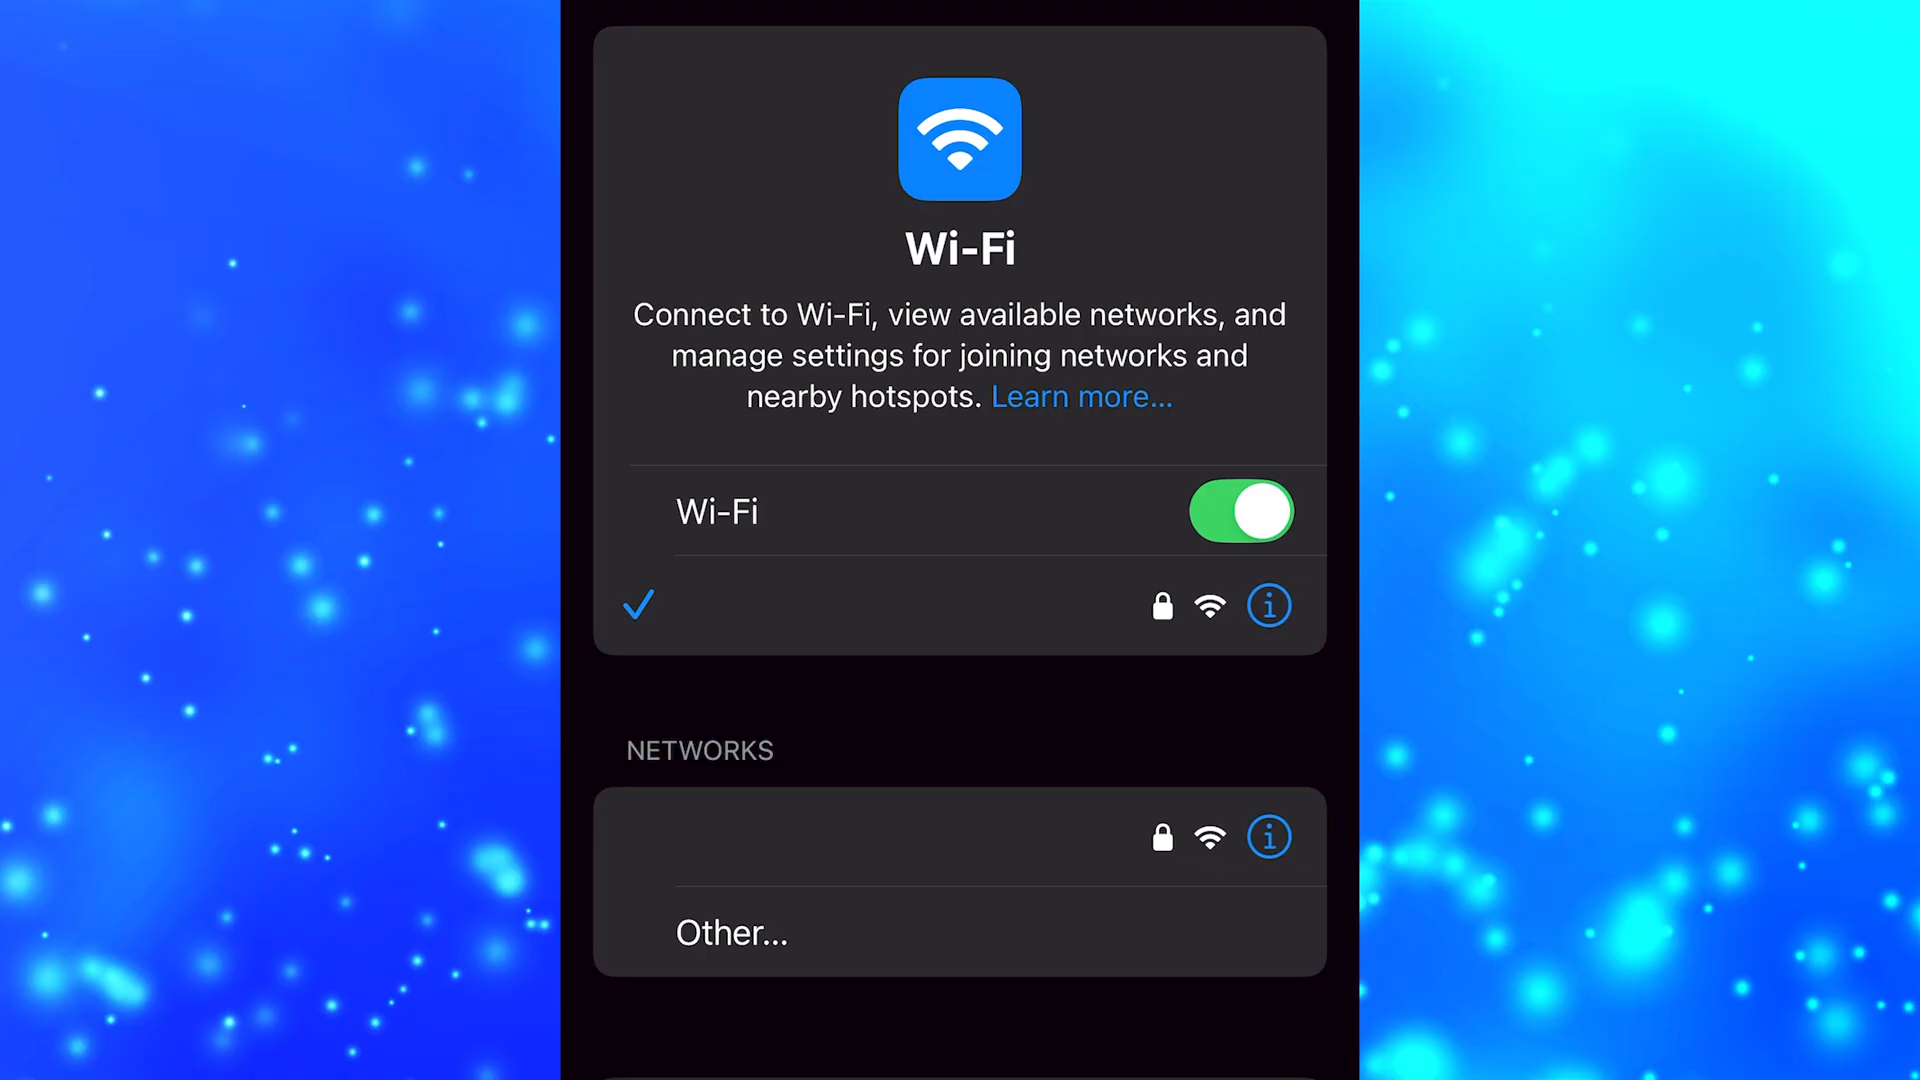 Wi-Fi
Connect to Wi-Fi, view available networks, and
manage settings for joining networks and
nearby hotspots. Learn more...
Wi-Fi
NETWORKS
Other...